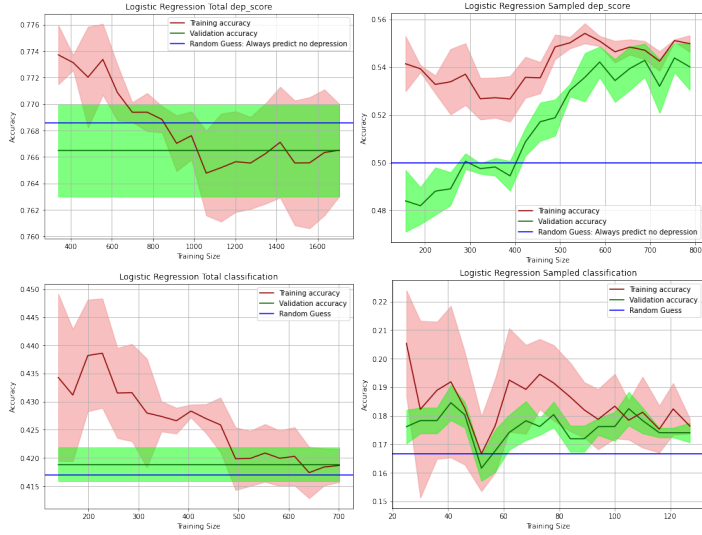 Logistic Regression Total dep_score
0.776
0.774
0.772
0.770
0.768
0.766
0.764
0.762
0.760
Accuracy
Training accuracy
Validation accuracy
Random Guess: Always predict no depression
400 600 800 1000 1200 1400 1600
Training Size
Logistic Regression Sampled dep_score
0.56
0.54
0.52
0.50
0.48
Accuracy
Training accuracy
Validation accuracy
Random Guess: Always predict no depression
200 300 400 500 600 700 800
Training Size
Logistic Regression Total classification
0.450
0.445
0.440
0.435
0.430
0.425
0.420
0.415
Accuracy
Training accuracy
Validation accuracy
Random Guess
200 300 400 500 600 700
Training Size
Logistic Regression Sampled classification
0.22
0.21
0.20
0.19
0.18
0.17
0.16
0.15
Accuracy
Training accuracy
Validation accuracy
Random Guess
20 40 60 80 100 120
Training Size